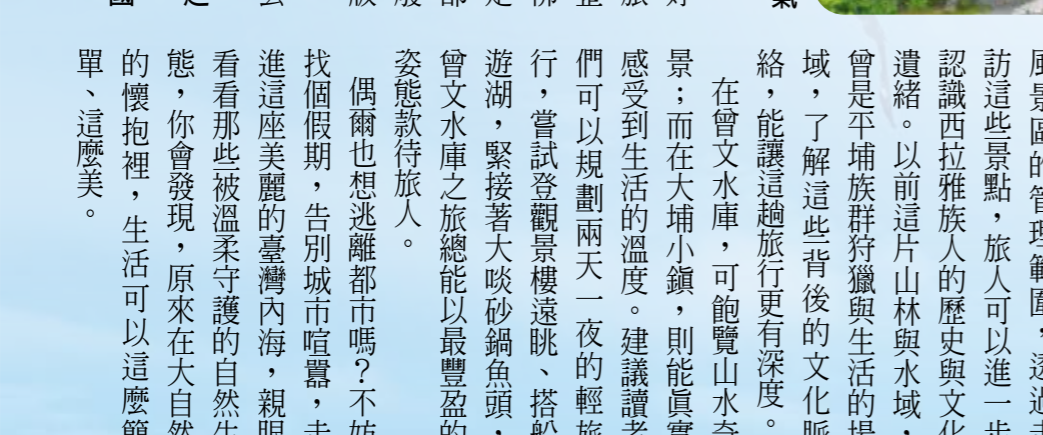 風景區的管理範圍，透過走
訪這些景點，旅人可以進一步
認識西拉雅族人的歷史與文化
遺緒。以前這片山林與水域，
曾是平埔族群狩獵與生活的場
域，了解這些背後的文化脈
絡，能讓這趟旅行更有深度。
在曾文水庫，可飽覽山水奇
景；而在大埔小鎮，則能真實
感受到生活的溫度。建議讀者
們可以規劃兩天一夜的輕旅
行，嘗試登觀景樓遠眺、搭船
遊湖，緊接著大啖砂鍋魚頭，
曾文水庫之旅總能以最豐盈的
姿態款待旅人。
偶爾也想逃離都市嗎？不妨
找個假期，告別城市喧囂，走
進這座美麗的臺灣內海，親眼
看看那些被溫柔守護的自然生
態，你會發現，原來在大自然
的懷抱裡，生活可以這麼簡
單、這麼美。